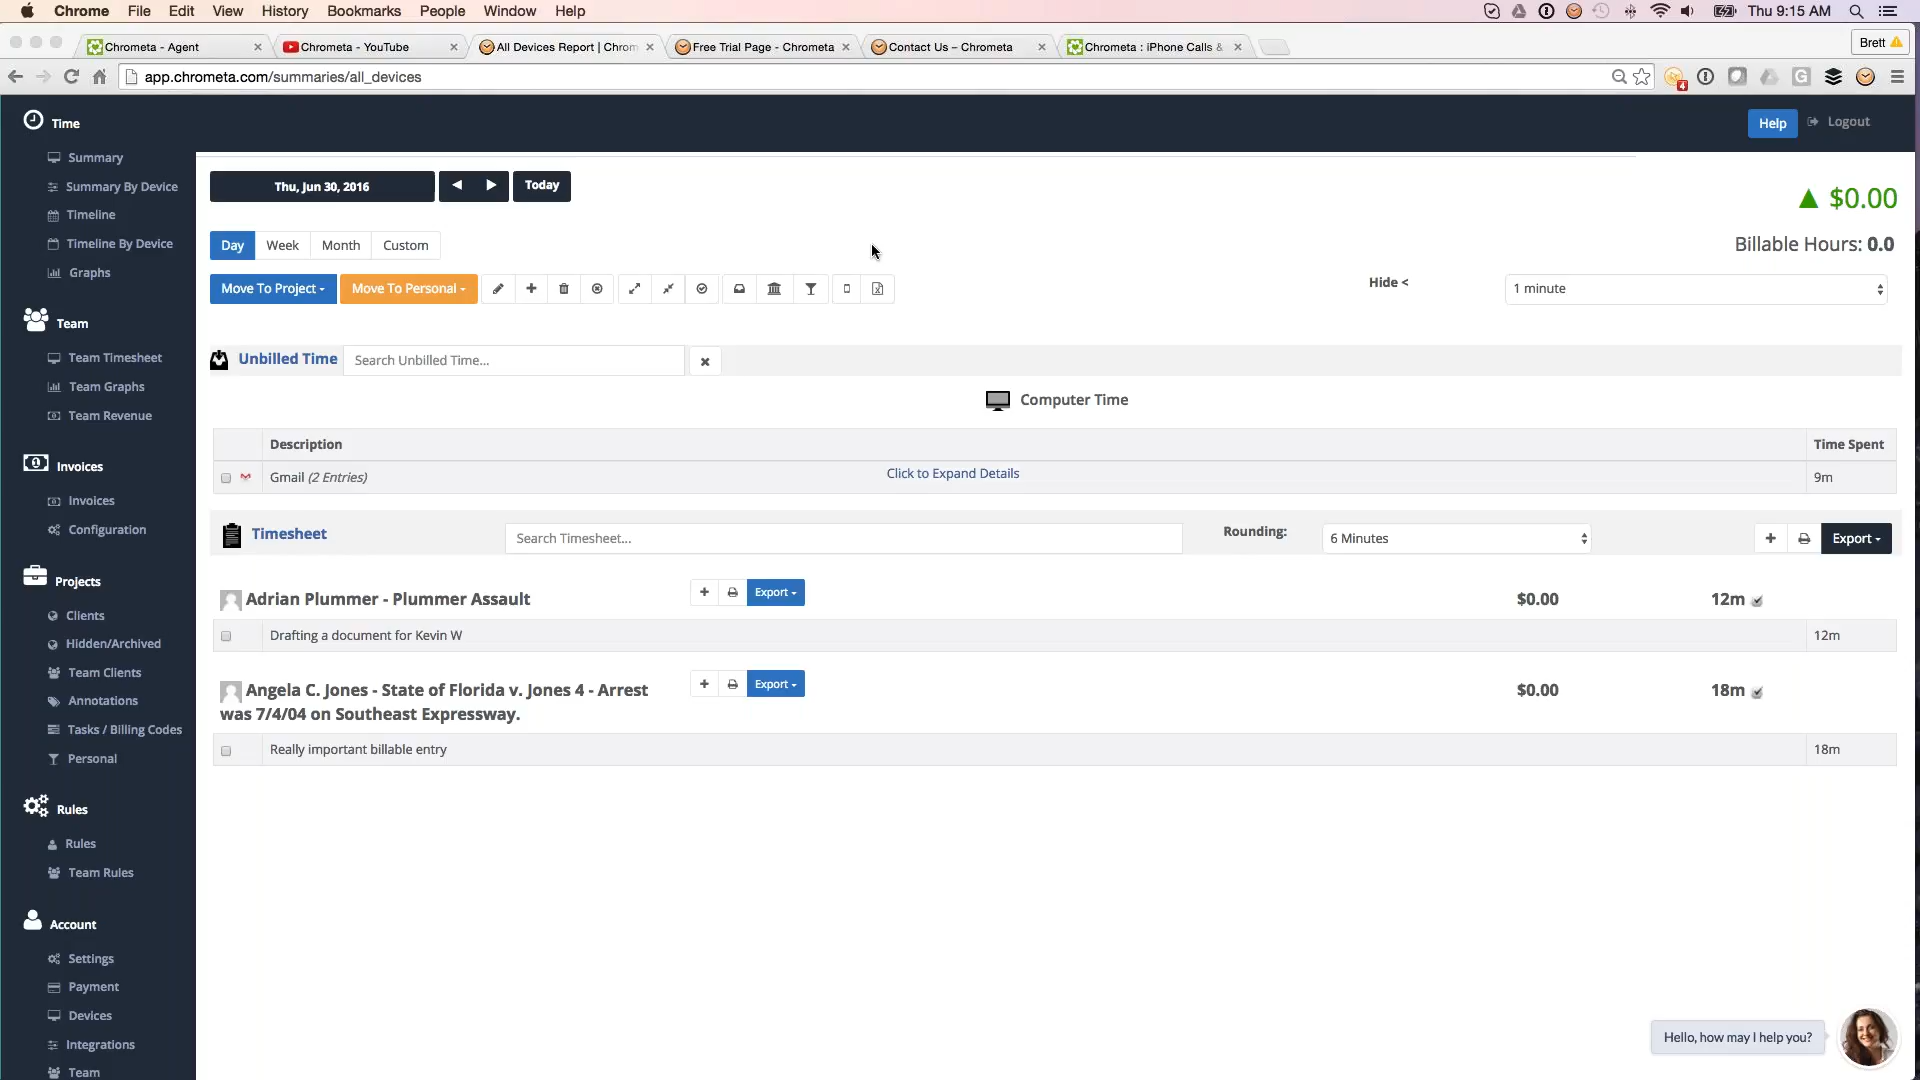 Chrome File Edit View History Bookmarks People Window Help Thu 9:15 AM
Chrometa - Agent Chrometa - YouTube All Devices Report | Chrom Free Trial Page - Chrometa Contact Us – Chrometa Chrometa : iPhone Calls & Brett
app.chrometa.com/summaries/all_devices 4
Time
Help Logout
Summary
Summary By Device
Timeline
Timeline By Device
Graphs
Team
Team Timesheet
Team Graphs
Team Revenue
Invoices
Invoices
Configuration
Projects
Clients
Hidden/Archived
Team Clients
Annotations
Tasks / Billing Codes
Personal
Rules
Rules
Team Rules
Account
Settings
Payment
Devices
Integrations
Team
Thu, Jun 30, 2016 Today
$0.00
Day Week Month Custom
Billable Hours: 0.0
Move To Project Move To Personal
Hide < 1 minute
Unbilled Time Search Unbilled Time...
Computer Time
Description Time Spent
Gmail (2 Entries) Click to Expand Details 9m
Timesheet Search Timesheet... Rounding: 6 Minutes Export
Adrian Plummer - Plummer Assault Export $0.00 12m
Drafting a document for Kevin W 12m
Angela C. Jones - State of Florida v. Jones 4 - Arrest Export $0.00 18m
was 7/4/04 on Southeast Expressway.
Really important billable entry 18m
Hello, how may I help you?